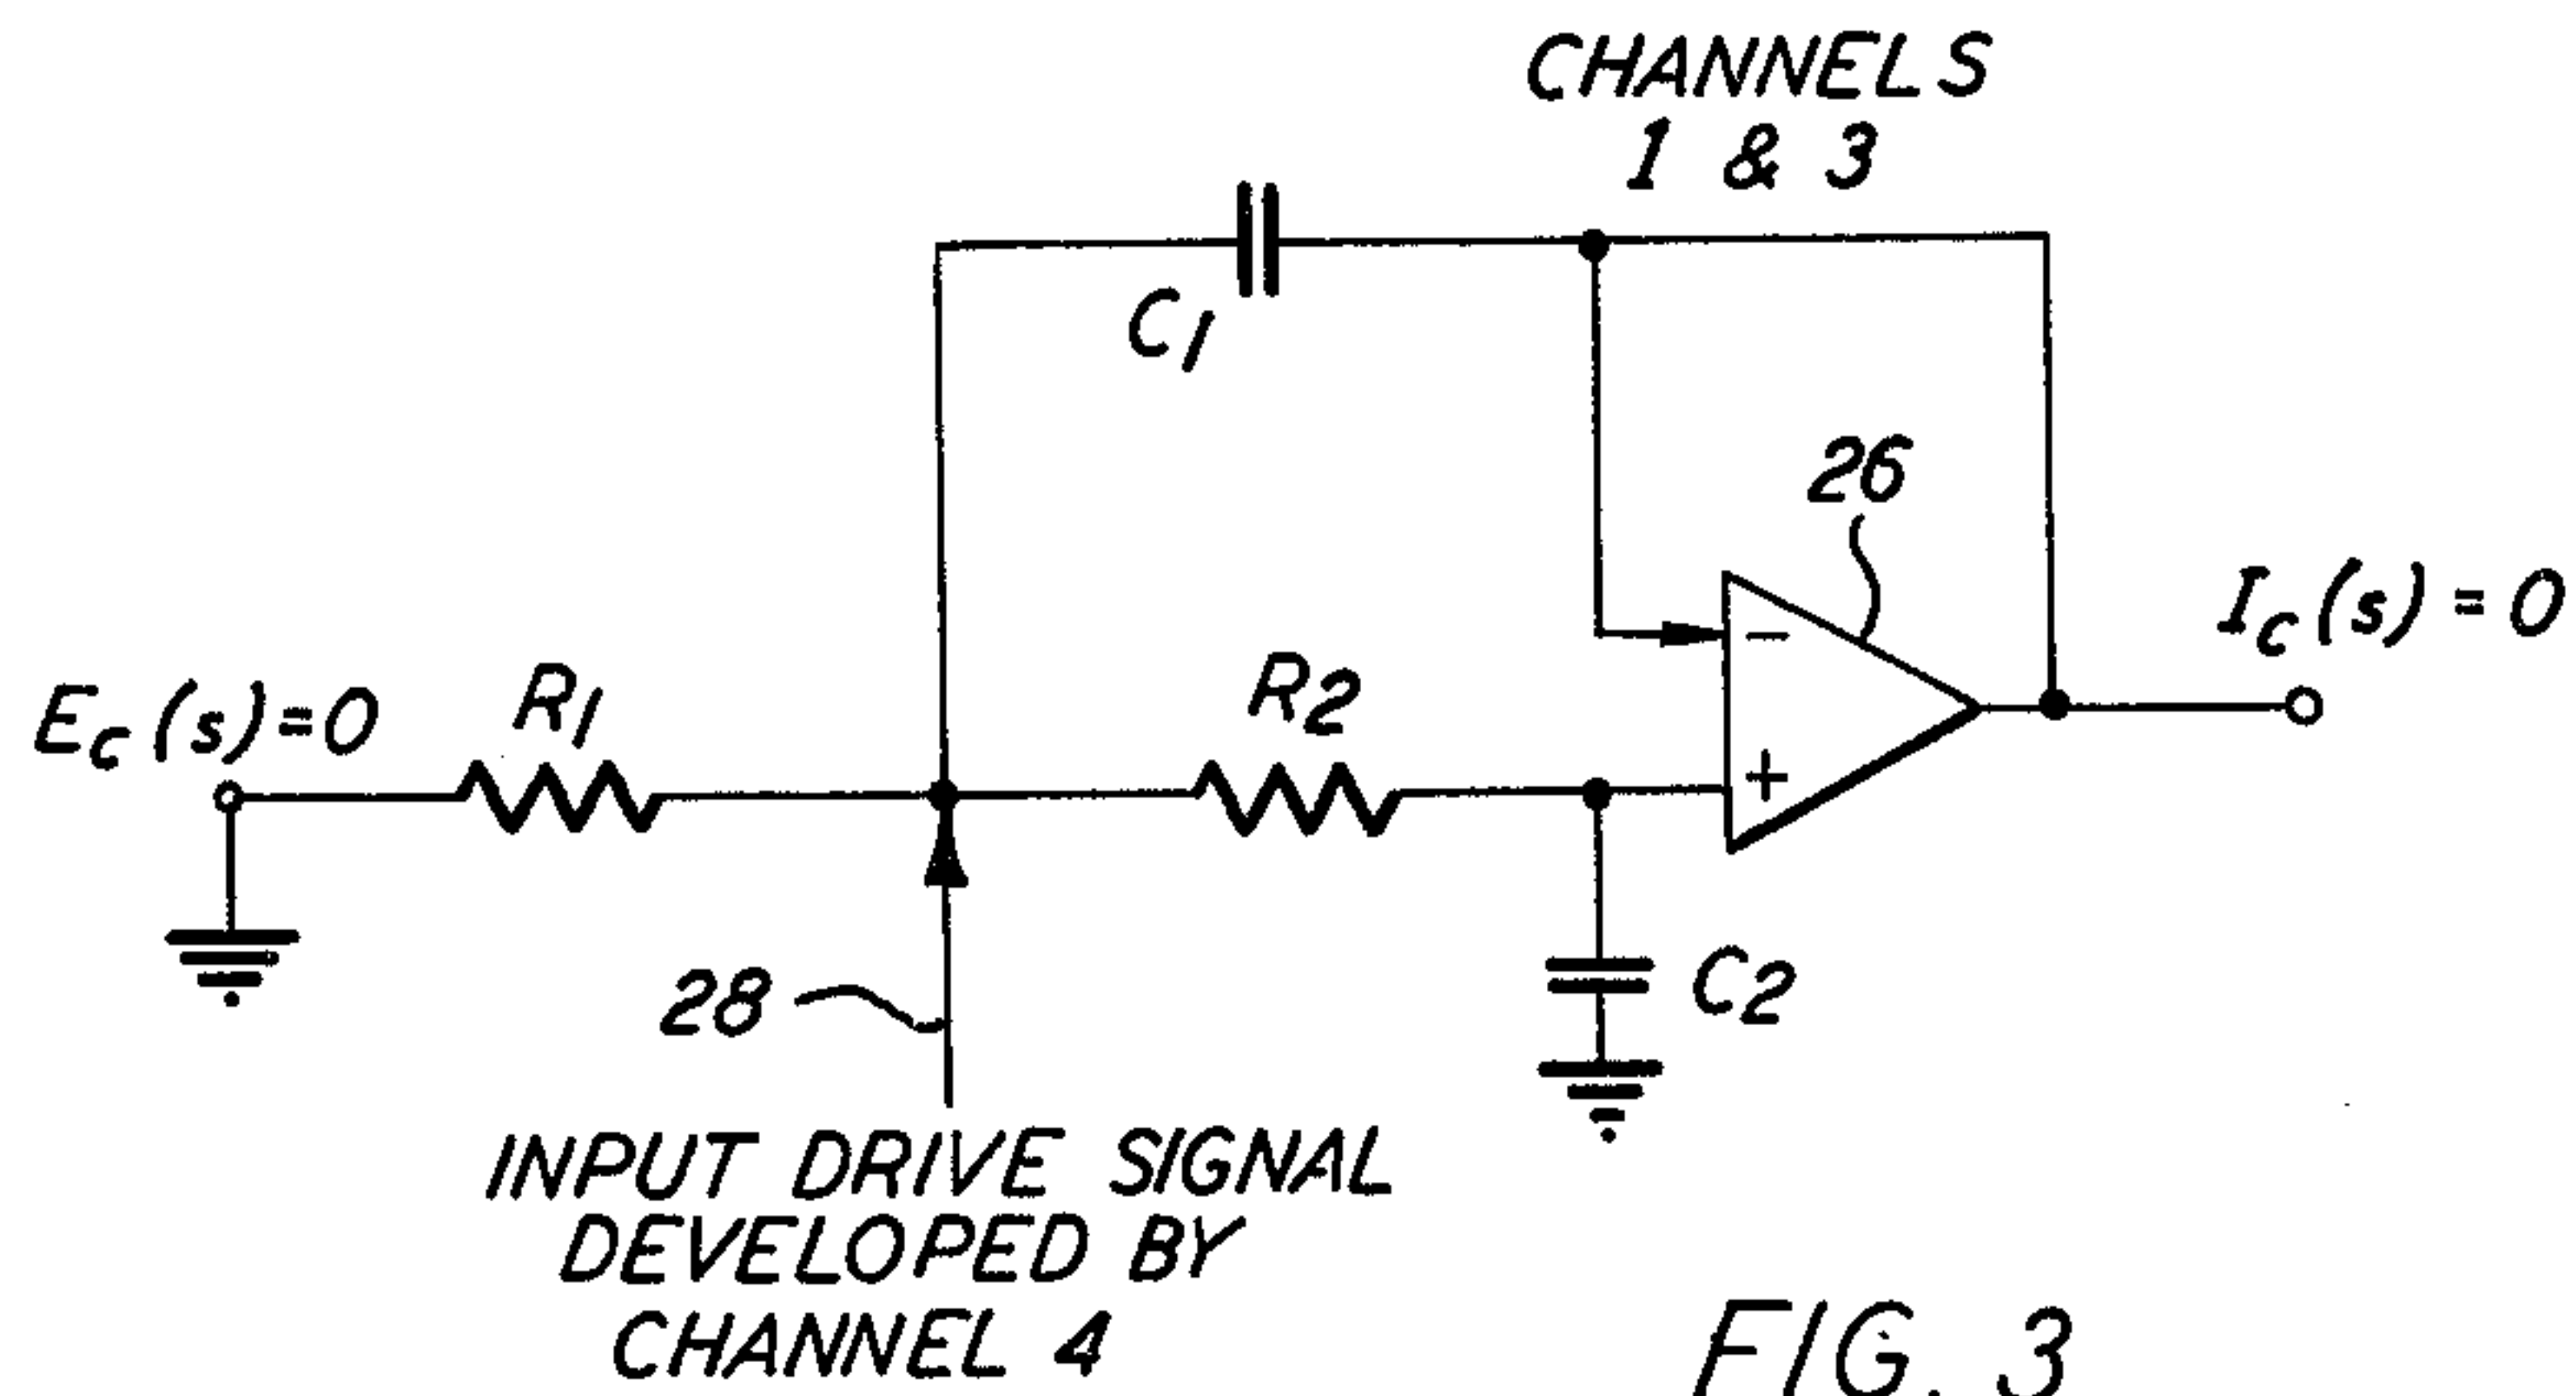 CHANNELS
1 & 3
C1
26
Ic(s) = 0
Ec(s)=0
R1
R2
−
+
28
C2
INPUT DRIVE SIGNAL
DEVELOPED BY
CHANNEL 4
FIG. 3